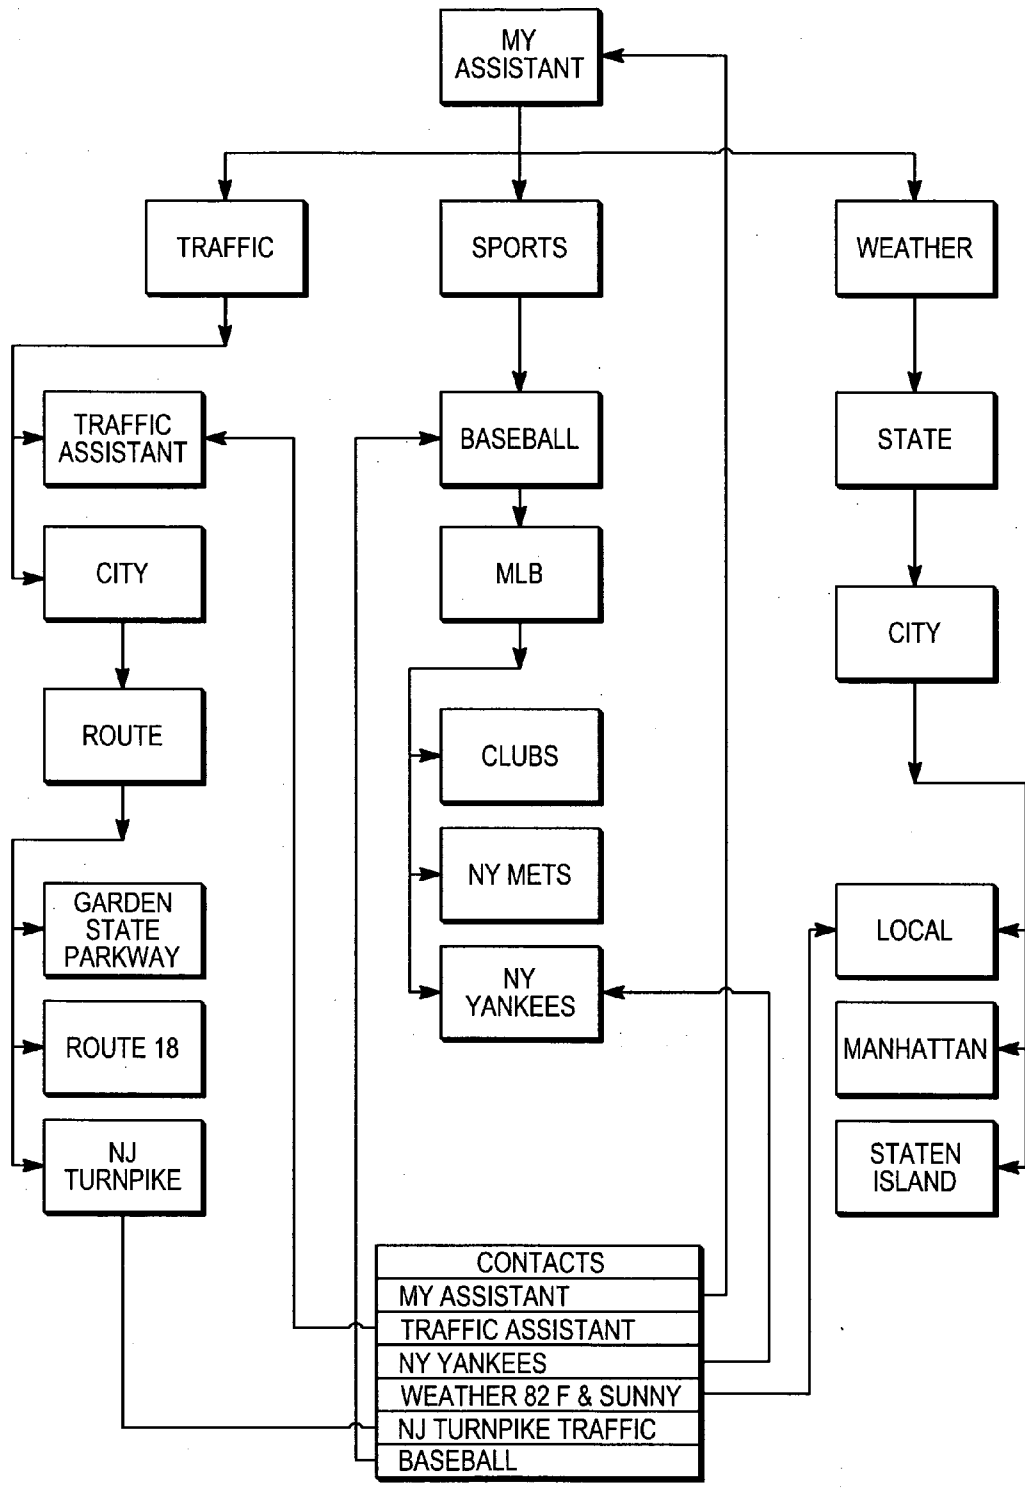 MY
ASSISTANT
TRAFFIC
SPORTS
WEATHER
TRAFFIC
ASSISTANT
BASEBALL
STATE
CITY
MLB
CITY
ROUTE
CLUBS
NY METS
GARDEN
STATE
PARKWAY
NY
YANKEES
LOCAL
ROUTE 18
MANHATTAN
NJ
TURNPIKE
STATEN
ISLAND
CONTACTS
MY ASSISTANT
TRAFFIC ASSISTANT
NY YANKEES
WEATHER 82 F & SUNNY
NJ TURNPIKE TRAFFIC
BASEBALL